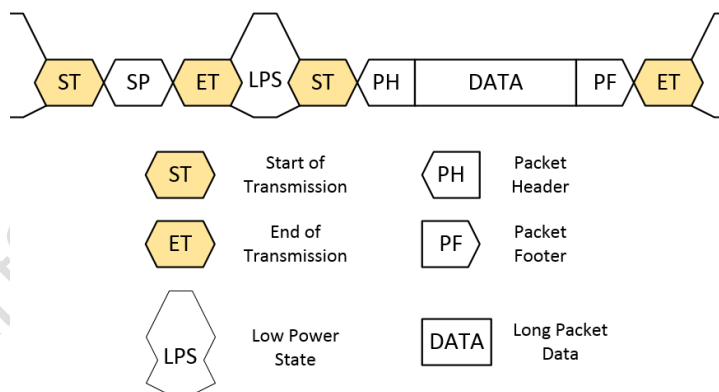 ST SP ET LPS ST PH DATA PF ET
ST Start of Transmission PH Packet Header
ET End of Transmission PF Packet Footer
LPS Low Power State DATA Long Packet Data